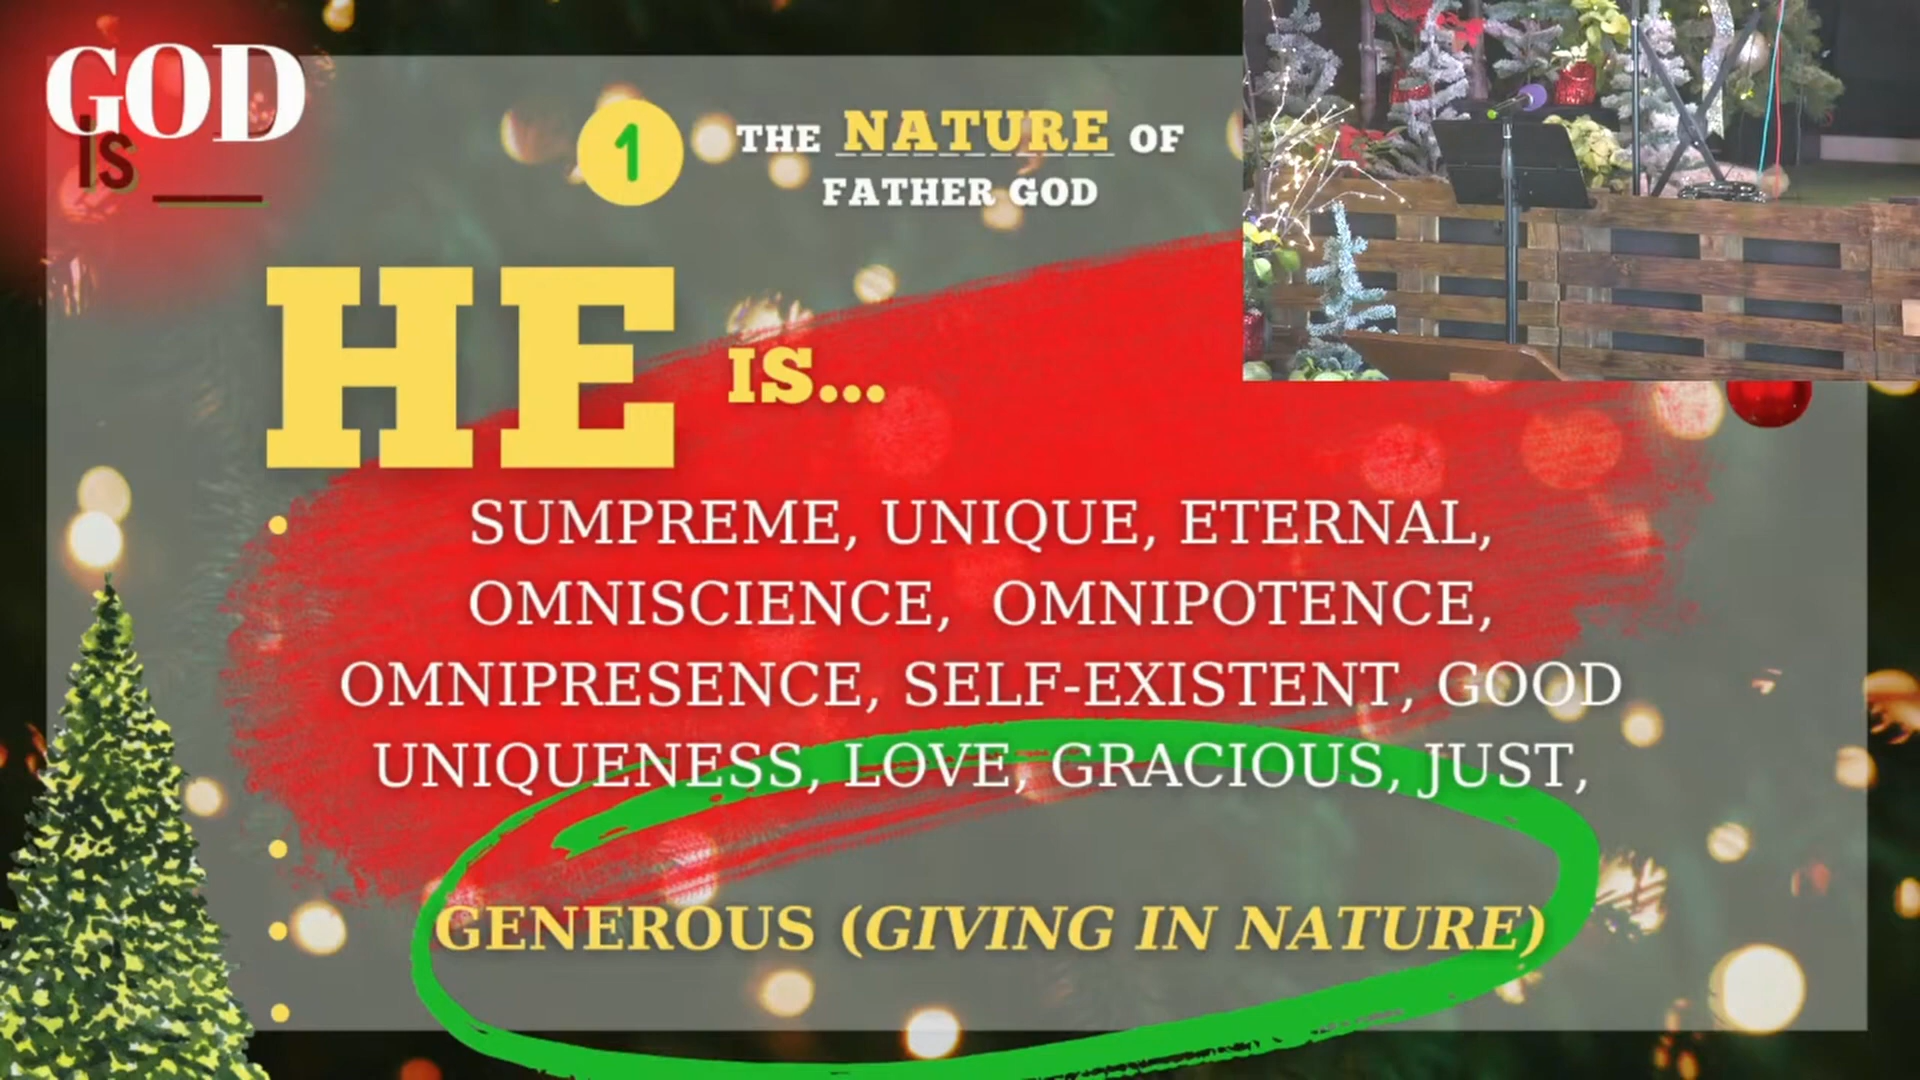 GOD
Is ___
1
THE NATURE OF
FATHER GOD
HE IS...
SUMPREME, UNIQUE, ETERNAL,
OMNISCIENCE, OMNIPOTENCE,
OMNIPRESENCE, SELF-EXISTENT, GOOD
UNIQUENESS, LOVE, GRACIOUS, JUST,
GENEROUS (GIVING IN NATURE)